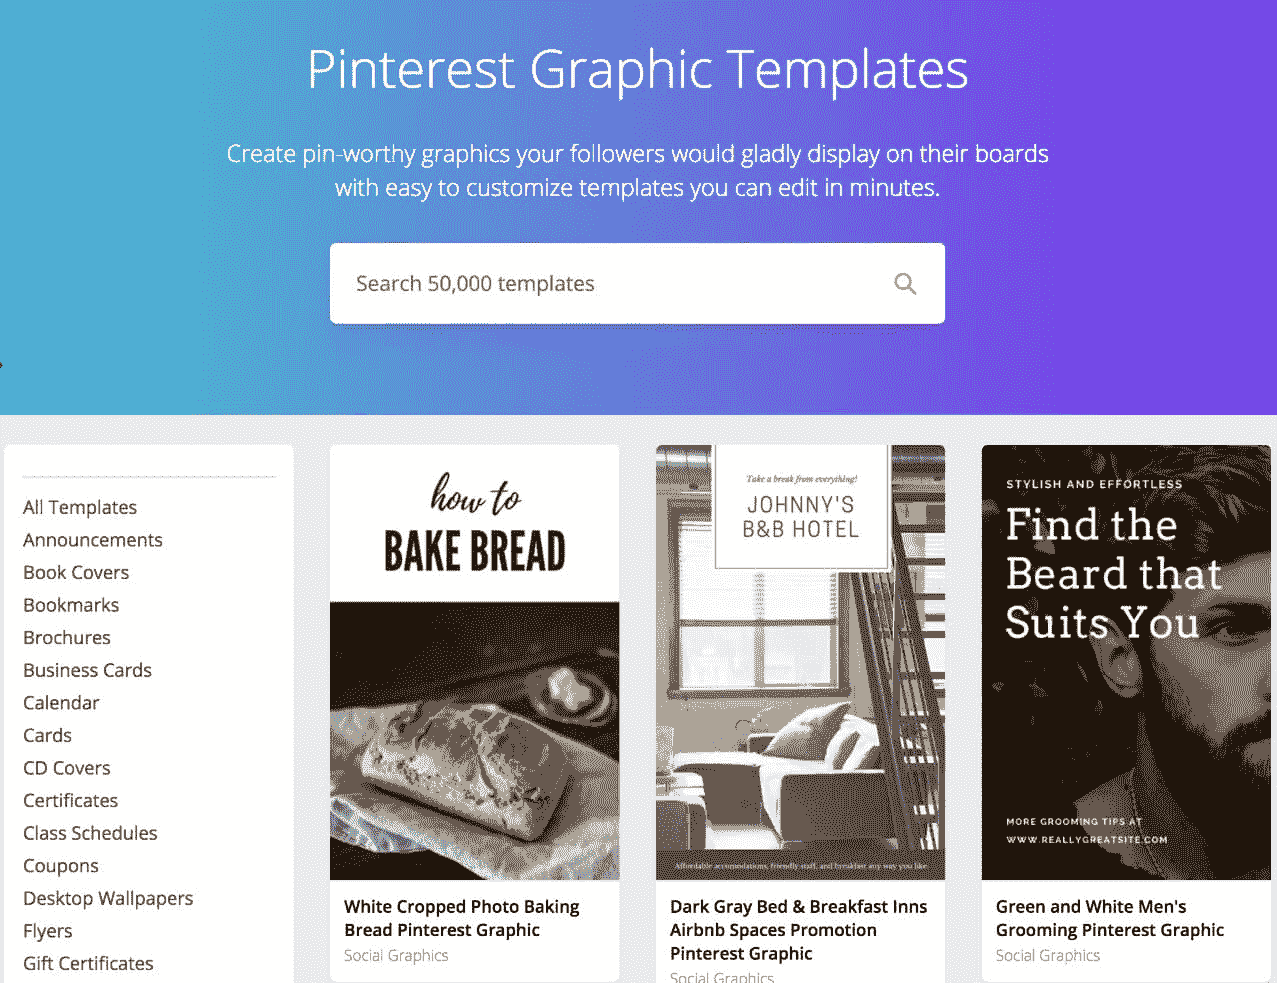 Pinterest Graphic Templates
Create pin-worthy graphics your followers would gladly display on their boards
with easy to customize templates you can edit in minutes.
Search 50,000 templates
All Templates
Announcements
Book Covers
Bookmarks
Brochures
Business Cards
Calendar
Cards
CD Covers
Certificates
Class Schedules
Coupons
Desktop Wallpapers
Flyers
Gift Certificates
how to
BAKE BREAD
White Cropped Photo Baking
Bread Pinterest Graphic
Social Graphics
Take a break from everything!
JOHNNY'S
B&B HOTEL
Affordable accomodations, friendly staff, and breakfast any way you like.
Dark Gray Bed & Breakfast Inns
Airbnb Spaces Promotion
Pinterest Graphic
Social Graphics
STYLISH AND EFFORTLESS
Find the
Beard that
Suits You
MORE GROOMING TIPS AT
WWW.REALLYGREATSITE.COM
Green and White Men's
Grooming Pinterest Graphic
Social Graphics